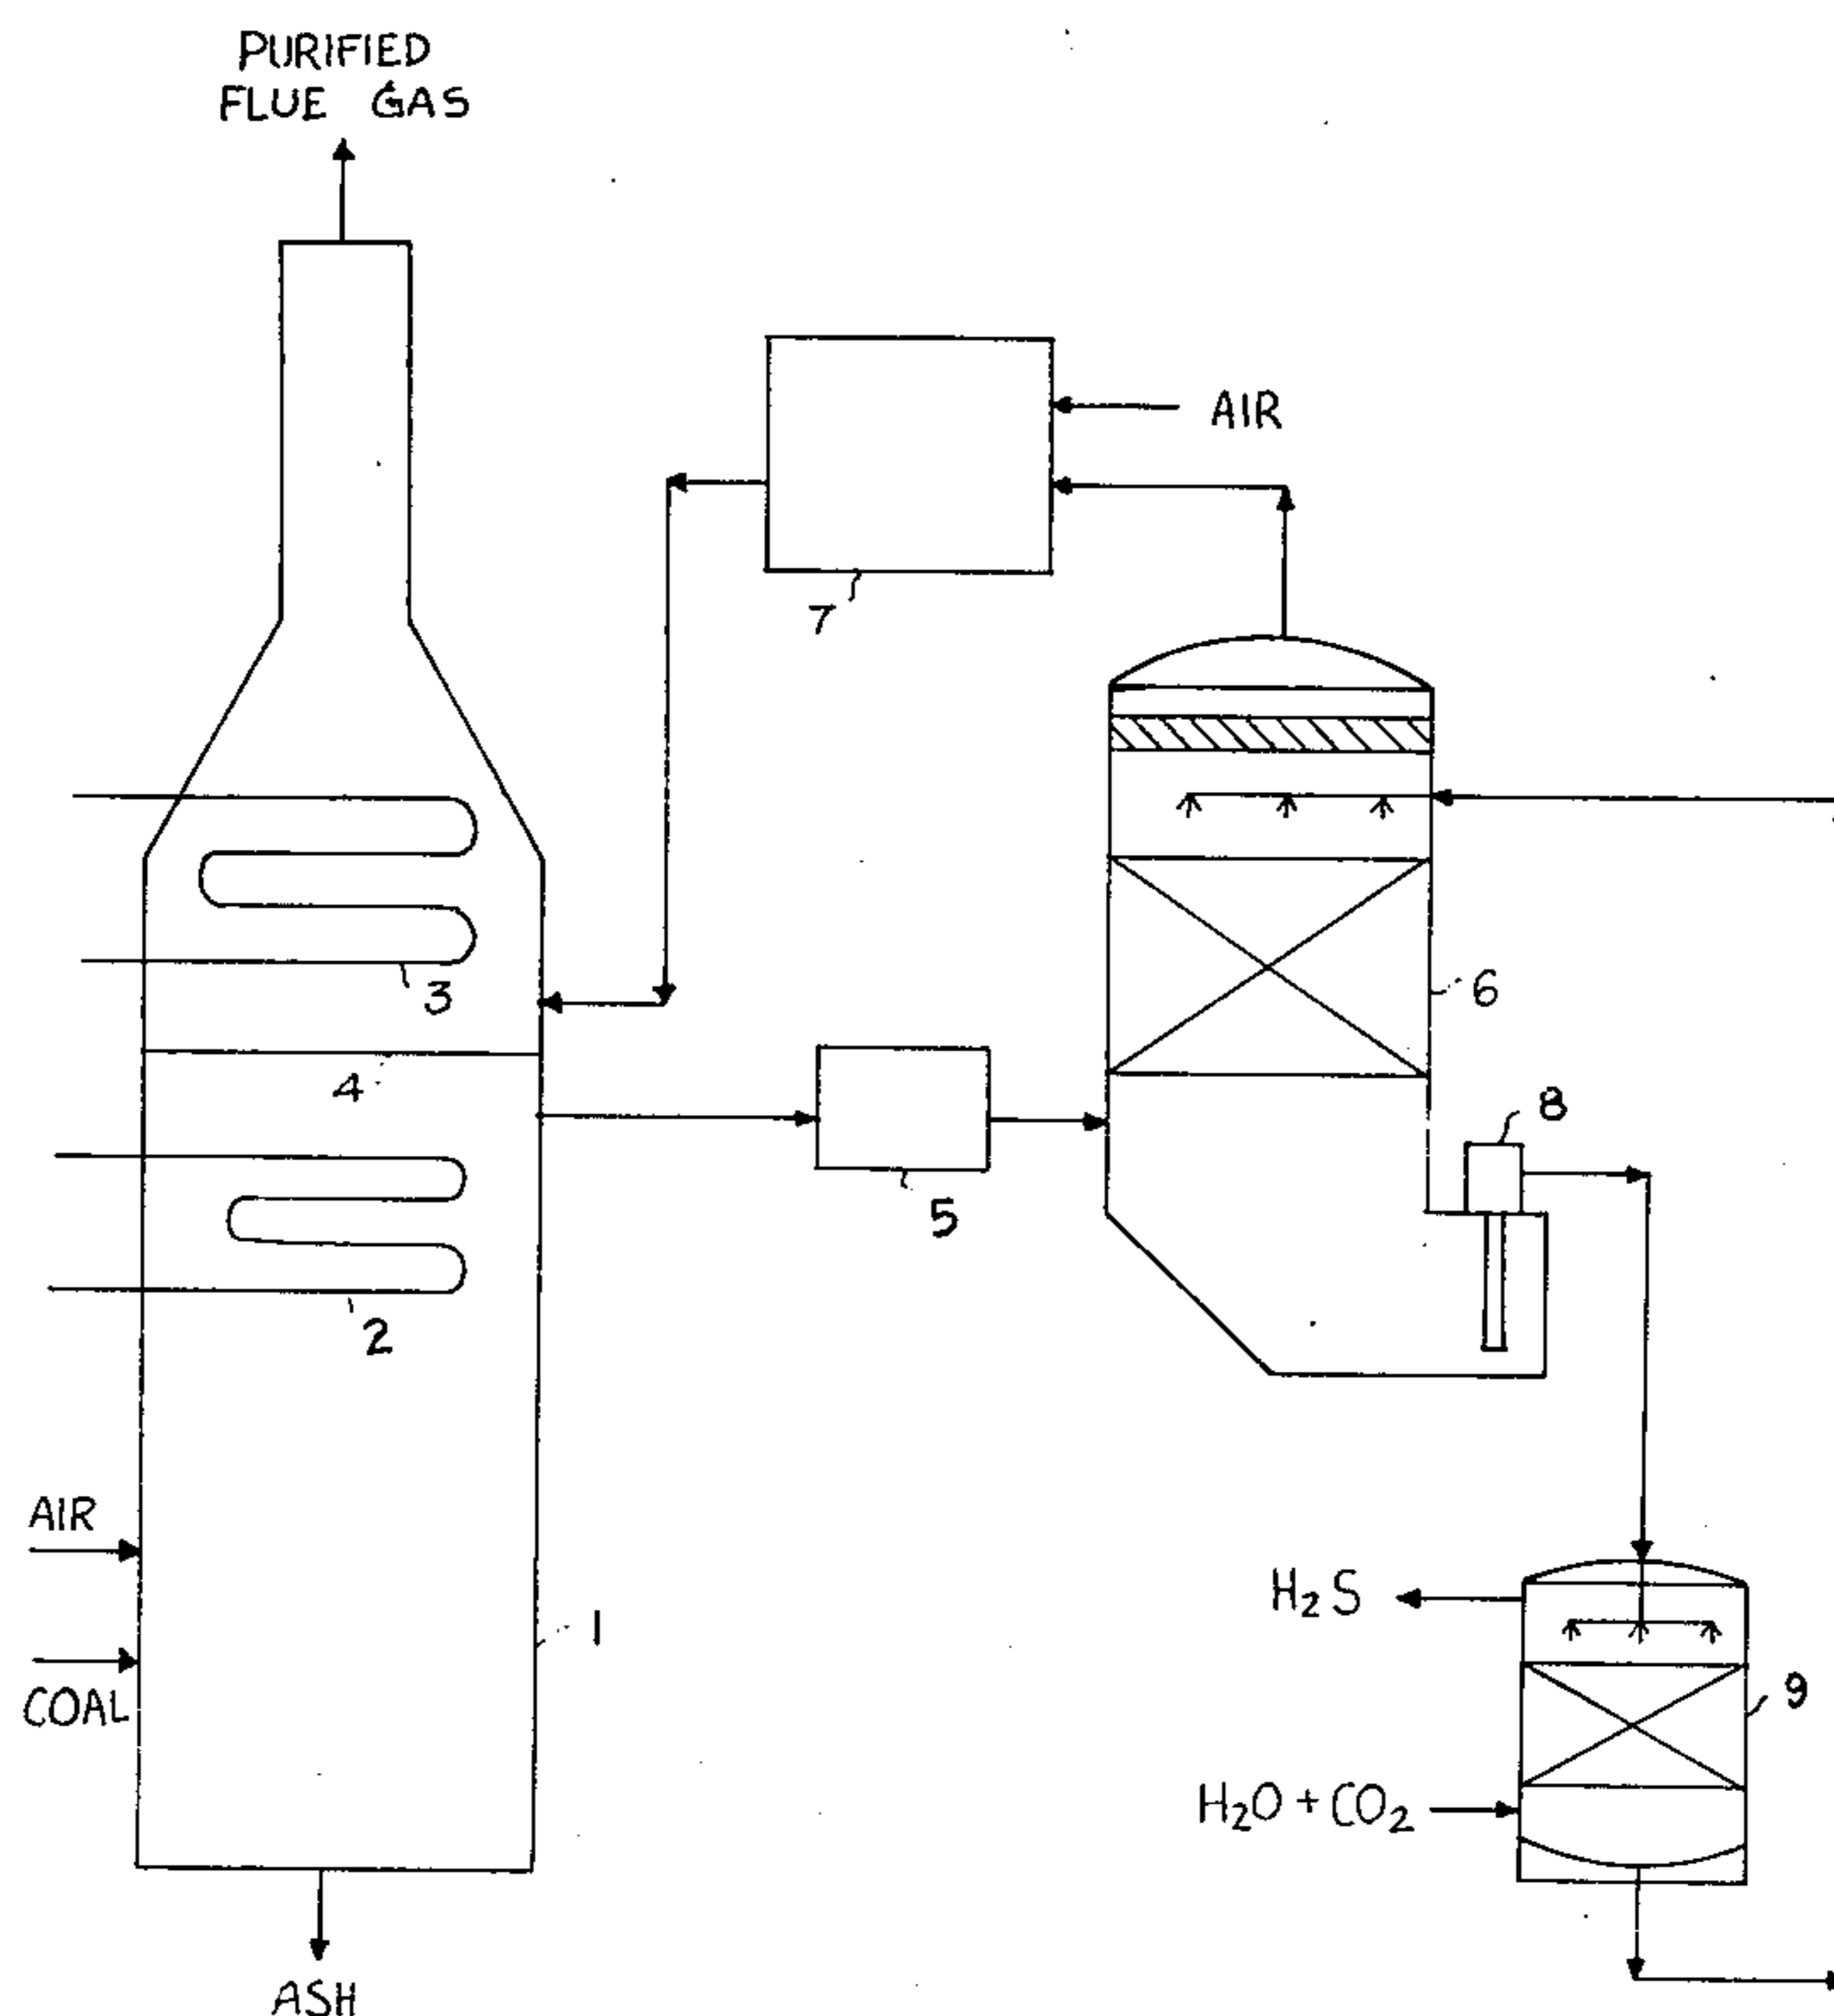 PURIFIED
FLUE GAS
AIR
7
3
6
4
8
5
2
AIR
H₂S
1
COAL
9
H₂O + CO₂
ASH